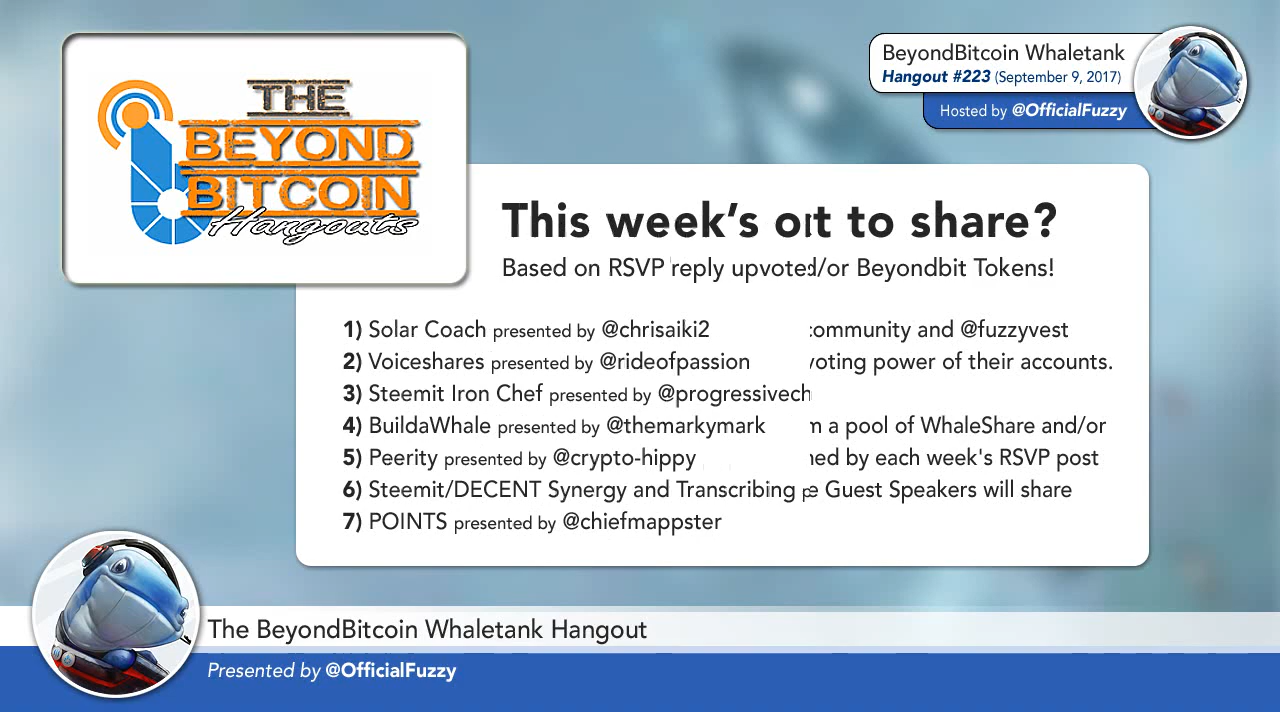 THE
BEYOND
BITCOIN
Hangouts
BeyondBitcoin Whaletank
Hangout #223 (September 9, 2017)
Hosted by @OfficialFuzzy
This week's to share?
Based on RSVP reply upvoted/or Beyondbit Tokens!
1) Solar Coach presented by @chrisaiki2 community and @fuzzyvest
2) Voiceshares presented by @rideofpassion voting power of their accounts.
3) Steemit Iron Chef presented by @progressivech
4) BuildaWhale presented by @themarkymark a pool of WhaleShare and/or
5) Peerity presented by @crypto-hippy by each week's RSVP post
6) Steemit/DECENT Synergy and Transcribing Guest Speakers will share
7) POINTS presented by @chiefmappster
The BeyondBitcoin Whaletank Hangout
Presented by @OfficialFuzzy